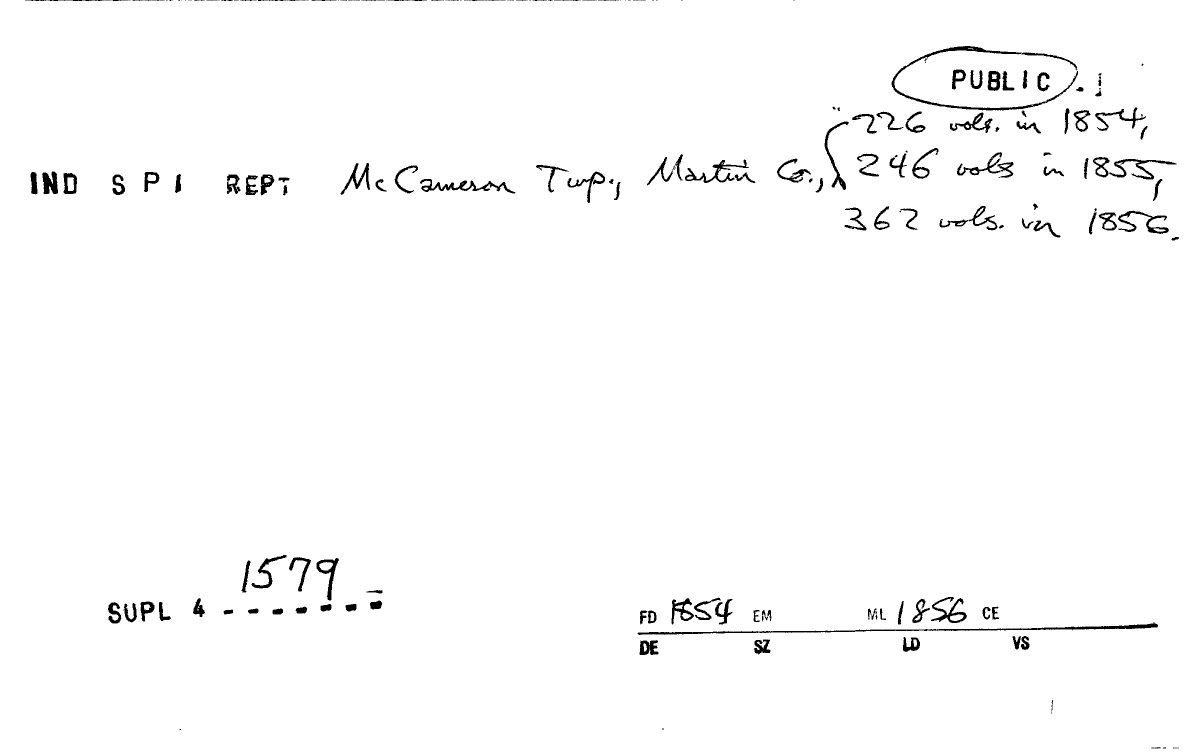 PUBLIC
226 vols. in 1854,
IND S P I REPT McCameron Twp., Martin Co., 246 vols in 1855,
362 vols. in 1856.
1579
SUPL 4 - - - - - - -
FD 1854 EM ML 1856 CE
DE SZ LD VS